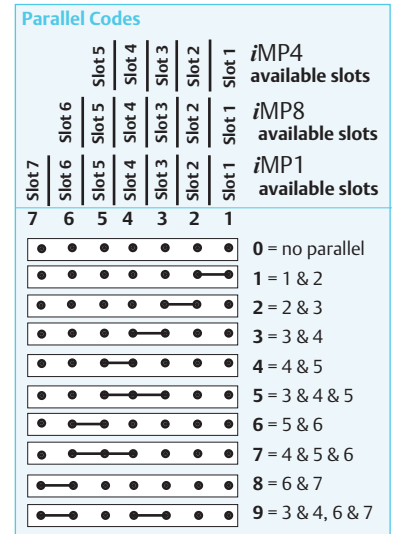 Parallel Codes
Slot 5 Slot 4 Slot 3 Slot 2 Slot 1 iMP4
available slots
Slot 6 Slot 5 Slot 4 Slot 3 Slot 2 Slot 1 iMP8
available slots
Slot 7 Slot 6 Slot 5 Slot 4 Slot 3 Slot 2 Slot 1 iMP1
available slots
7 6 5 4 3 2 1
0 = no parallel
1 = 1 & 2
2 = 2 & 3
3 = 3 & 4
4 = 4 & 5
5 = 3 & 4 & 5
6 = 5 & 6
7 = 4 & 5 & 6
8 = 6 & 7
9 = 3 & 4, 6 & 7